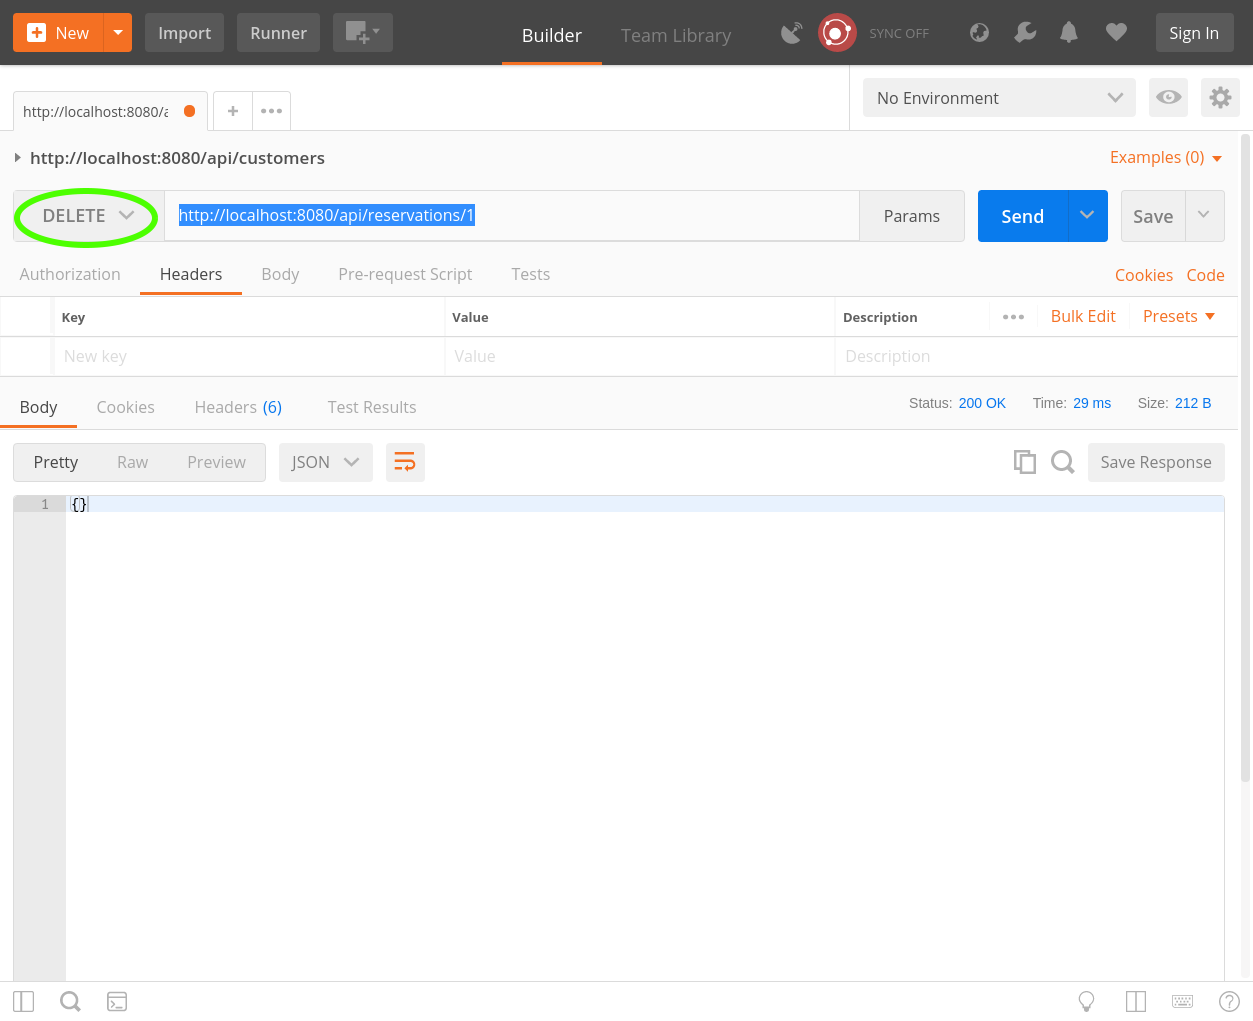 New Import Runner Builder Team Library SYNC OFF Sign In
http://localhost:8080/a No Environment
http://localhost:8080/api/customers Examples (0)
DELETE http://localhost:8080/api/reservations/1 Params Send Save
Authorization Headers Body Pre-request Script Tests Cookies Code
Key Value Description Bulk Edit Presets
New key Value Description
Body Cookies Headers (6) Test Results Status: 200 OK Time: 29 ms Size: 212 B
Pretty Raw Preview JSON Save Response
1 {}